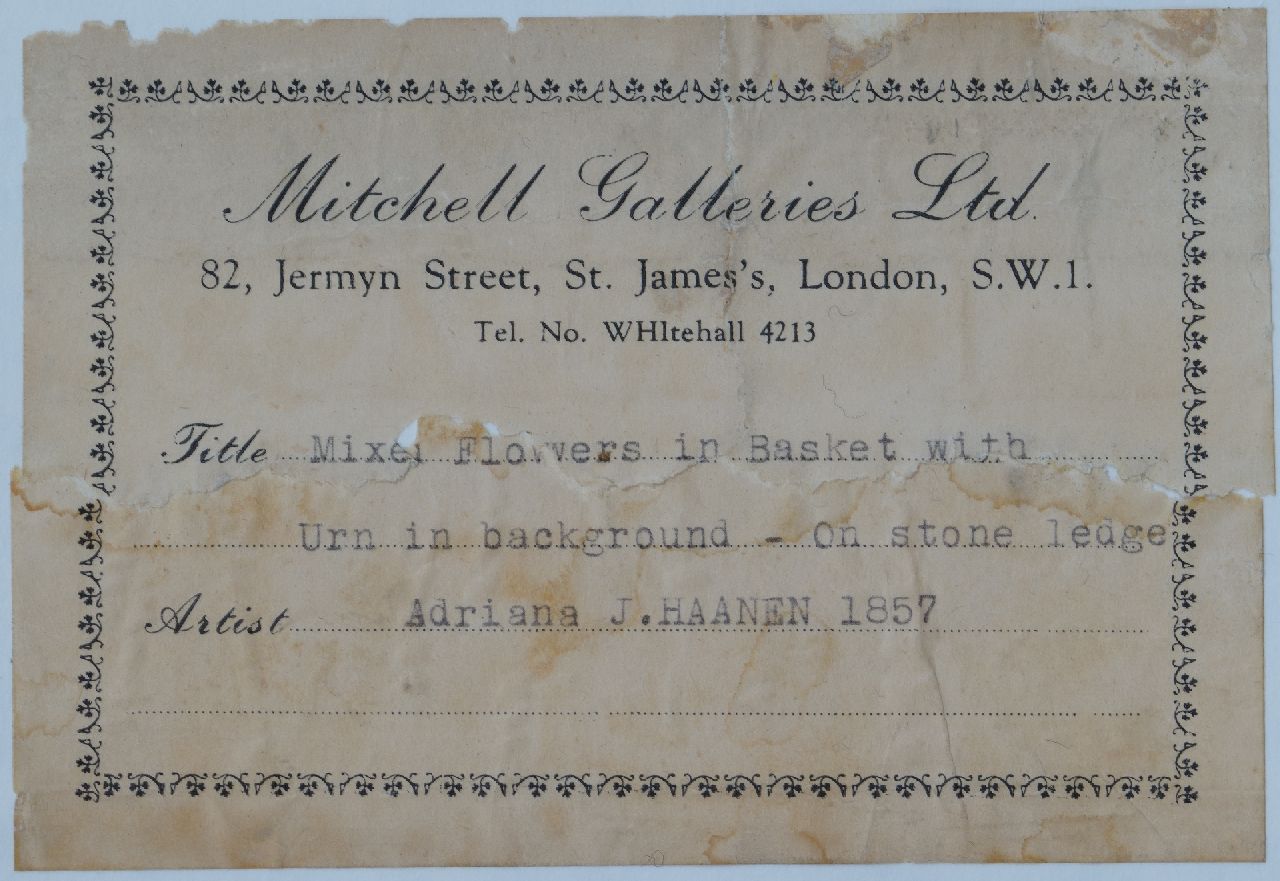 Mitchell Galleries Ltd.
82, Jermyn Street, St. James's, London, S.W.1.
Tel. No. WHItehall 4213
Title Mixed Flowers in Basket with
Urn in background - On stone ledge
Artist Adriana J.HAANEN 1857